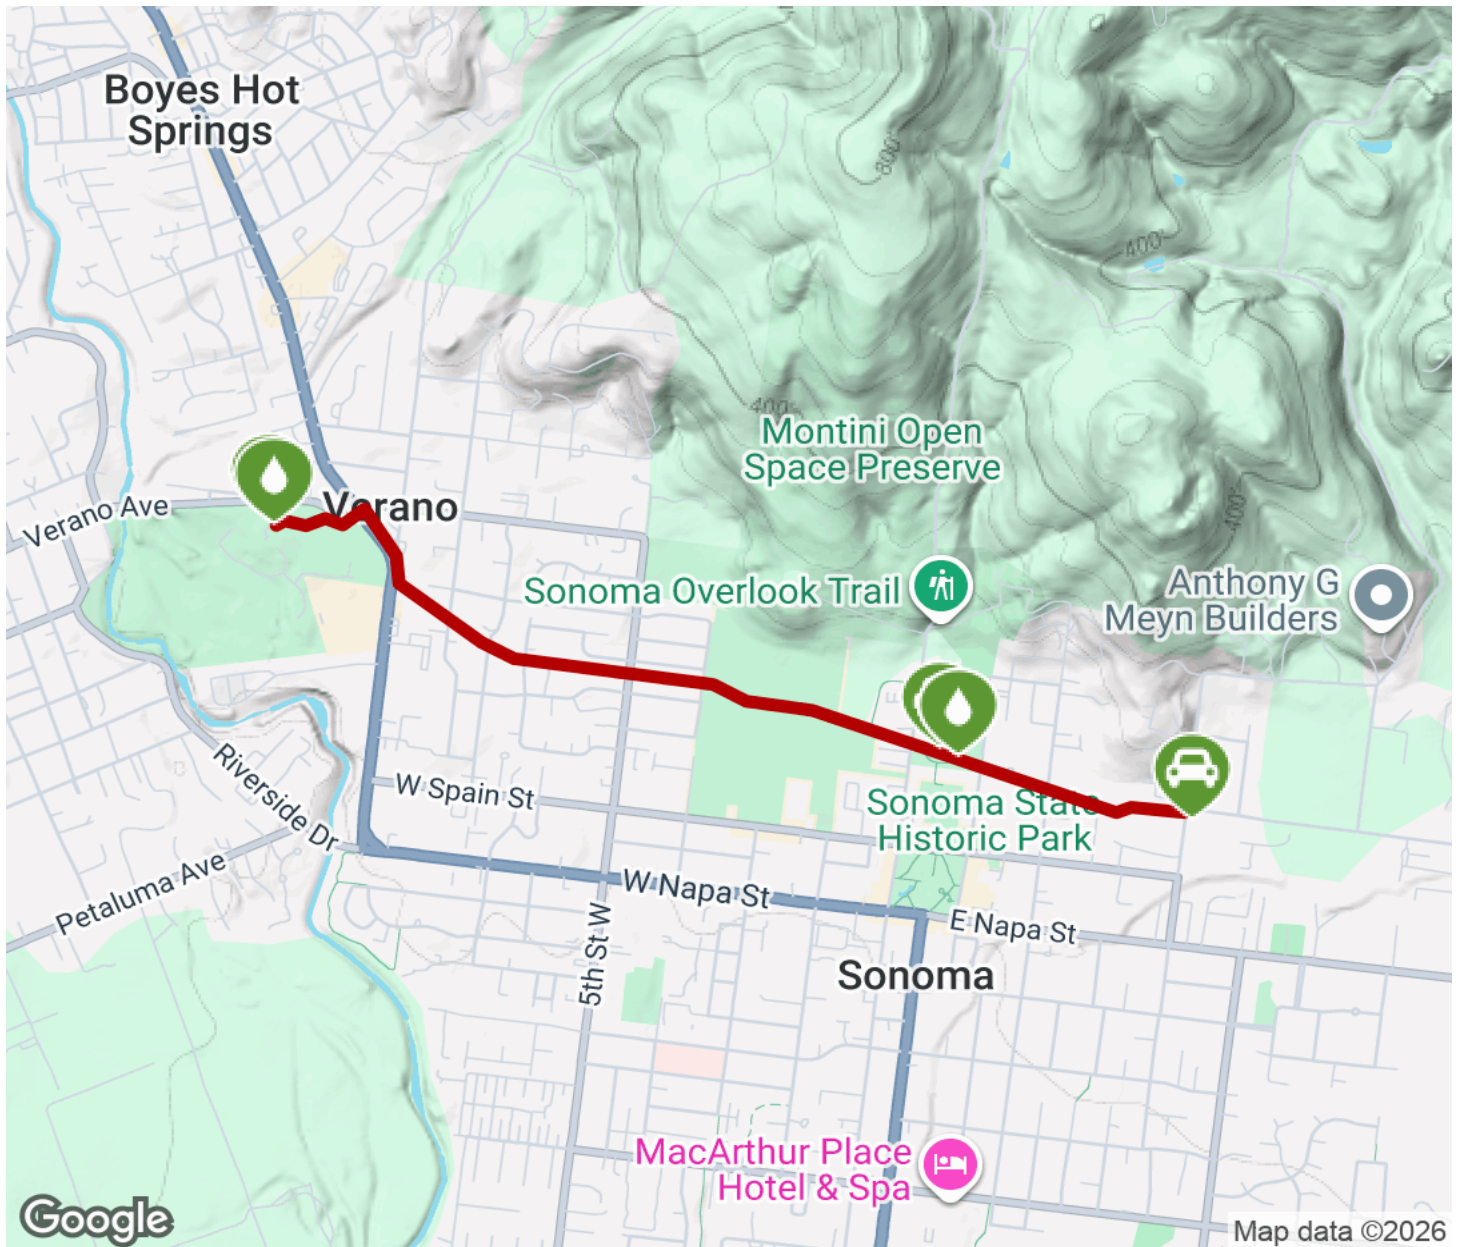 Boyes Hot
Springs
800'
400'
400'
Montini Open
Space Preserve
400'
Verano Ave
Verano
Sonoma Overlook Trail
Anthony G
Meyn Builders
Riverside Dr
W Spain St
Sonoma State
Historic Park
Petaluma Ave
W Napa St
E Napa St
5th St W
Sonoma
MacArthur Place
Hotel & Spa
Google
Map data ©2026